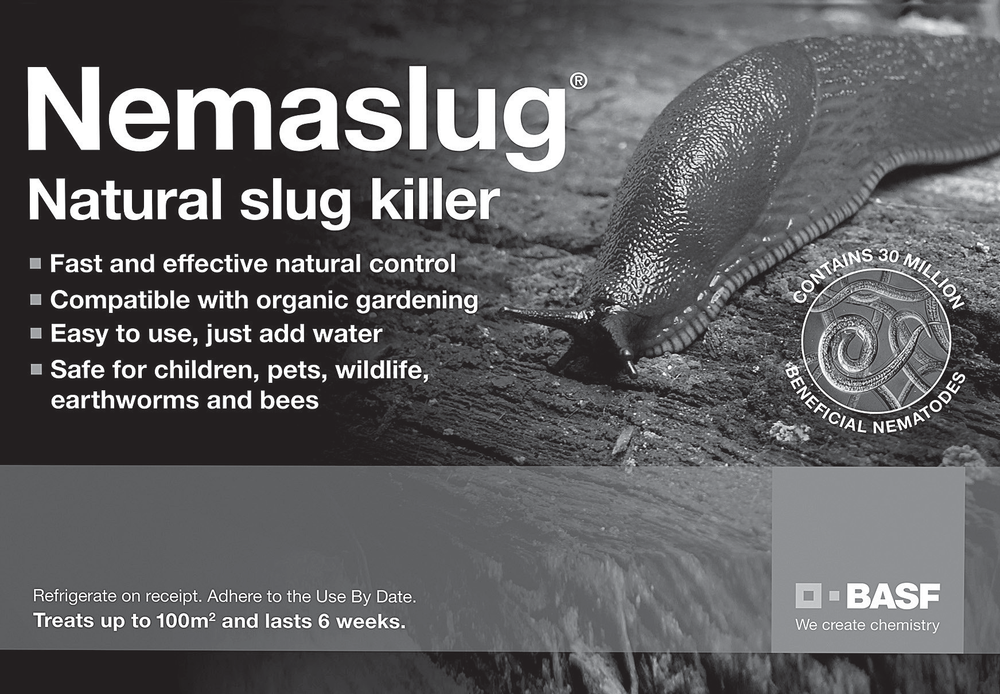 Nemaslug®
Natural slug killer
Fast and effective natural control
Compatible with organic gardening
Easy to use, just add water
Safe for children, pets, wildlife,
earthworms and bees
CONTAINS 30 MILLION
BENEFICIAL NEMATODES
Refrigerate on receipt. Adhere to the Use By Date.
Treats up to 100m² and lasts 6 weeks.
BASF
We create chemistry